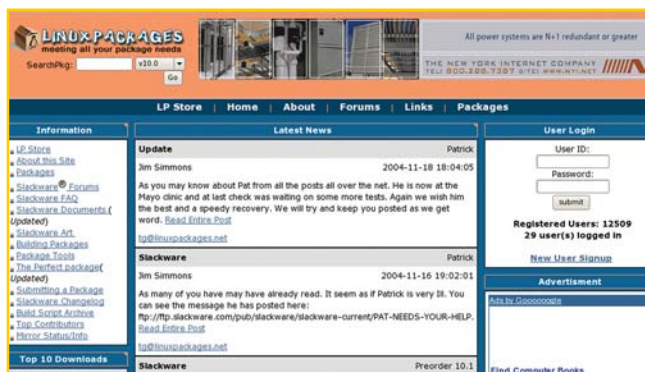 LINUXPACKAGES
meeting all your package needs
SearchPkg: v10.0
Go
All power systems are N+1 redundant or greater
THE NEW YORK INTERNET COMPANY
TEL: 800.288.7387 SITE: WWW.NYI.NET
LP Store | Home | About | Forums | Links | Packages
Information
LP Store
About this Site
Packages
Slackware® Forums
Slackware FAQ
Slackware Documents (
Updated)
Slackware Art
Building Packages
Package Tools
The Perfect package(
Updated)
Submitting a Package
Slackware Changelog
Build Script Archive
Top Contributors
Mirror Status/Info
Top 10 Downloads
Latest News
Update Patrick
Jim Simmons 2004-11-18 18:04:05
As you may know about Pat from all the posts all over the net. He is now at the
Mayo clinic and at last check was waiting on some more tests. Again we wish him
the best and a speedy recovery. We will try and keep you posted as we get
word. Read Entire Post
tg@linuxpackages.net
Slackware Patrick
Jim Simmons 2004-11-16 19:02:01
As many of you have may have already read. It seem as if Patrick is very Ill. You
can see the message he has posted here:
ftp://ftp.slackware.com/pub/slackware/slackware-current/PAT-NEEDS-YOUR-HELP.
Read Entire Post
tg@linuxpackages.net
Slackware Preorder 10.1
User Login
User ID:
Password:
submit
Registered Users: 12509
29 user(s) logged in
New User Signup
Advertisment
Ads by Goooooogle
Find Computer Books